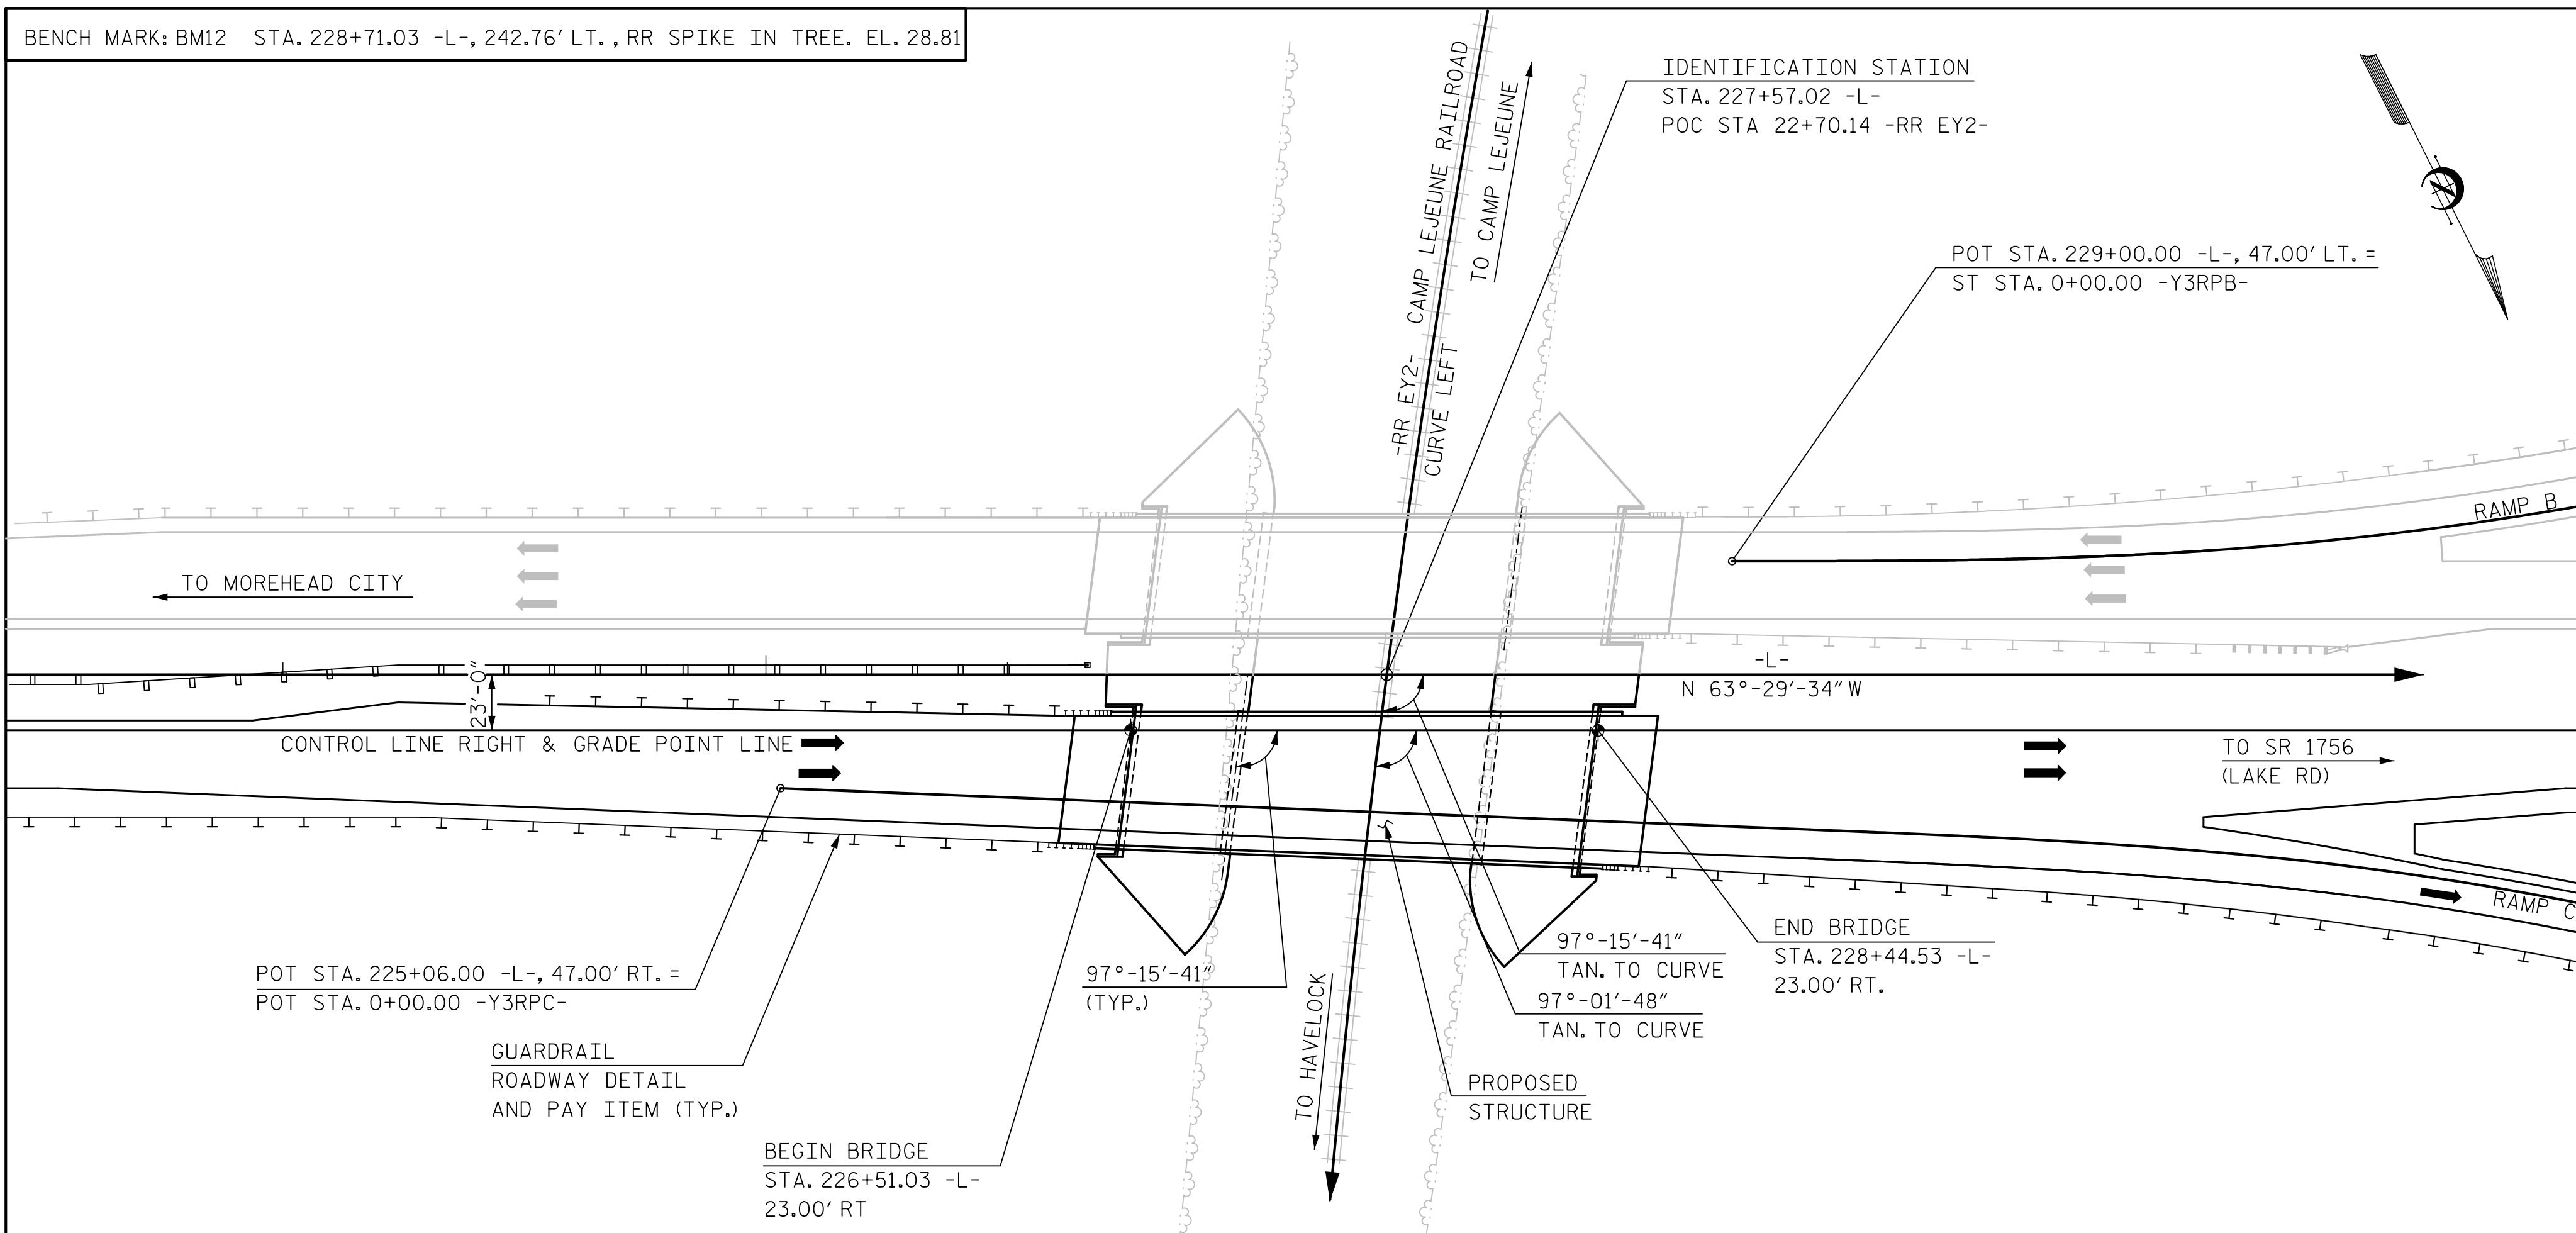 BENCH MARK: BM12 STA. 228+71.03 -L-, 242.76' LT., RR SPIKE IN TREE. EL. 28.81
IDENTIFICATION STATION
STA. 227+57.02 -L-
POC STA 22+70.14 -RR EY2-
-RR EY2- CAMP LEJEUNE RAILROAD
CURVE LEFT
TO CAMP LEJEUNE
N
POT STA. 229+00.00 -L-, 47.00' LT. =
ST STA. 0+00.00 -Y3RPB-
RAMP B
TO MOREHEAD CITY
-L-
N 63°-29'-34" W
23'-0"
CONTROL LINE RIGHT & GRADE POINT LINE
TO SR 1756
(LAKE RD)
RAMP C
POT STA. 225+06.00 -L-, 47.00' RT. =
POT STA. 0+00.00 -Y3RPC-
GUARDRAIL
ROADWAY DETAIL
AND PAY ITEM (TYP.)
BEGIN BRIDGE
STA. 226+51.03 -L-
23.00' RT
97°-15'-41"
(TYP.)
TO HAVELOCK
97°-15'-41"
TAN. TO CURVE
97°-01'-48"
TAN. TO CURVE
PROPOSED
STRUCTURE
END BRIDGE
STA. 228+44.53 -L-
23.00' RT.